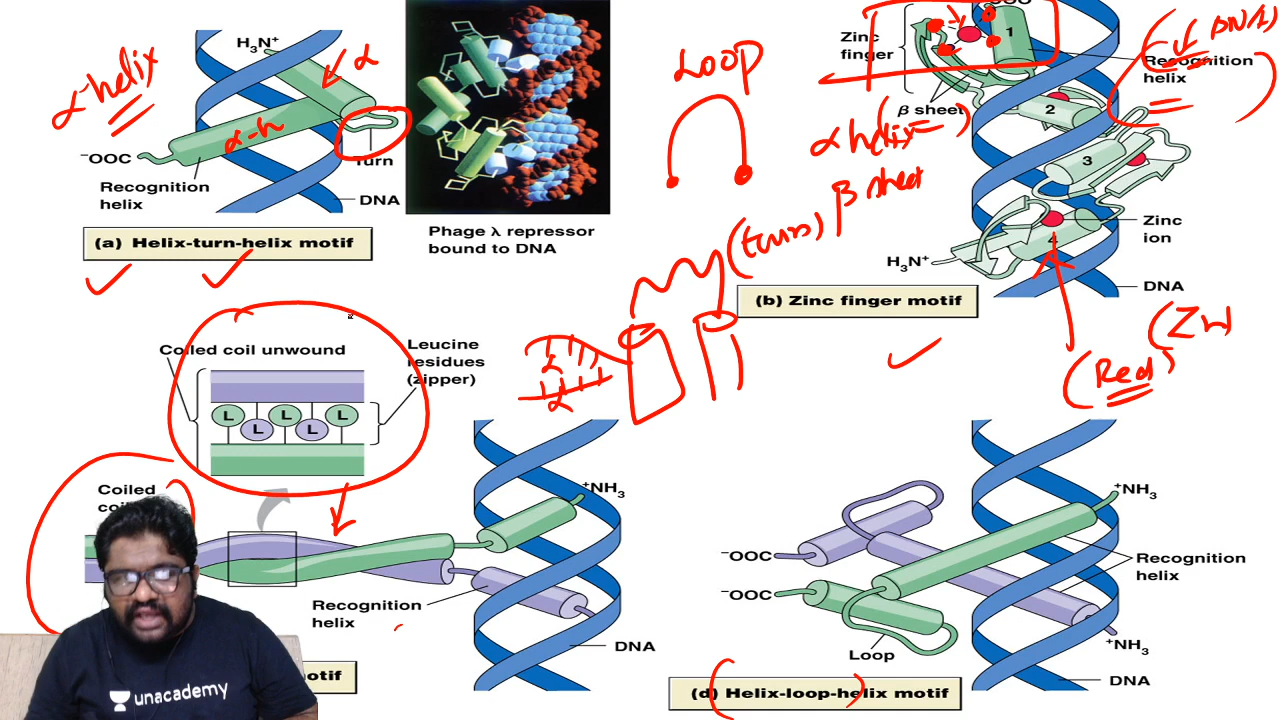 H₃N⁺
α
α-helix
α-h
⁻OOC
Turn
Recognition
helix
DNA
(a) Helix-turn-helix motif
Phage λ repressor
bound to DNA
Loop
Zinc
finger
1
Recognition
helix
β sheet
2
α helix
β sheet
3
(turn)
Zinc
ion
4
H₃N⁺
DNA
(b) Zinc finger motif
(Zn)
(Red)
Coiled coil unwound
Leucine
residues
(zipper)
L L L
L L
α
α
Coiled
⁺NH₃
Recognition
helix
DNA
motif
unacademy
⁺NH₃
⁻OOC
⁻OOC
Recognition
helix
Loop
⁺NH₃
DNA
(d) Helix-loop-helix motif